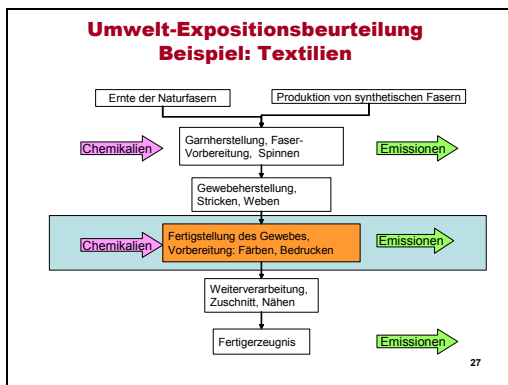 Umwelt-Expositionsbeurteilung
Beispiel: Textilien
Ernte der Naturfasern
Produktion von synthetischen Fasern
Chemikalien
Garnherstellung, Faser-
Vorbereitung, Spinnen
Emissionen
Gewebeherstellung,
Stricken, Weben
Chemikalien
Fertigstellung des Gewebes,
Vorbereitung: Färben, Bedrucken
Emissionen
Weiterverarbeitung,
Zuschnitt, Nähen
Fertigerzeugnis
Emissionen
27